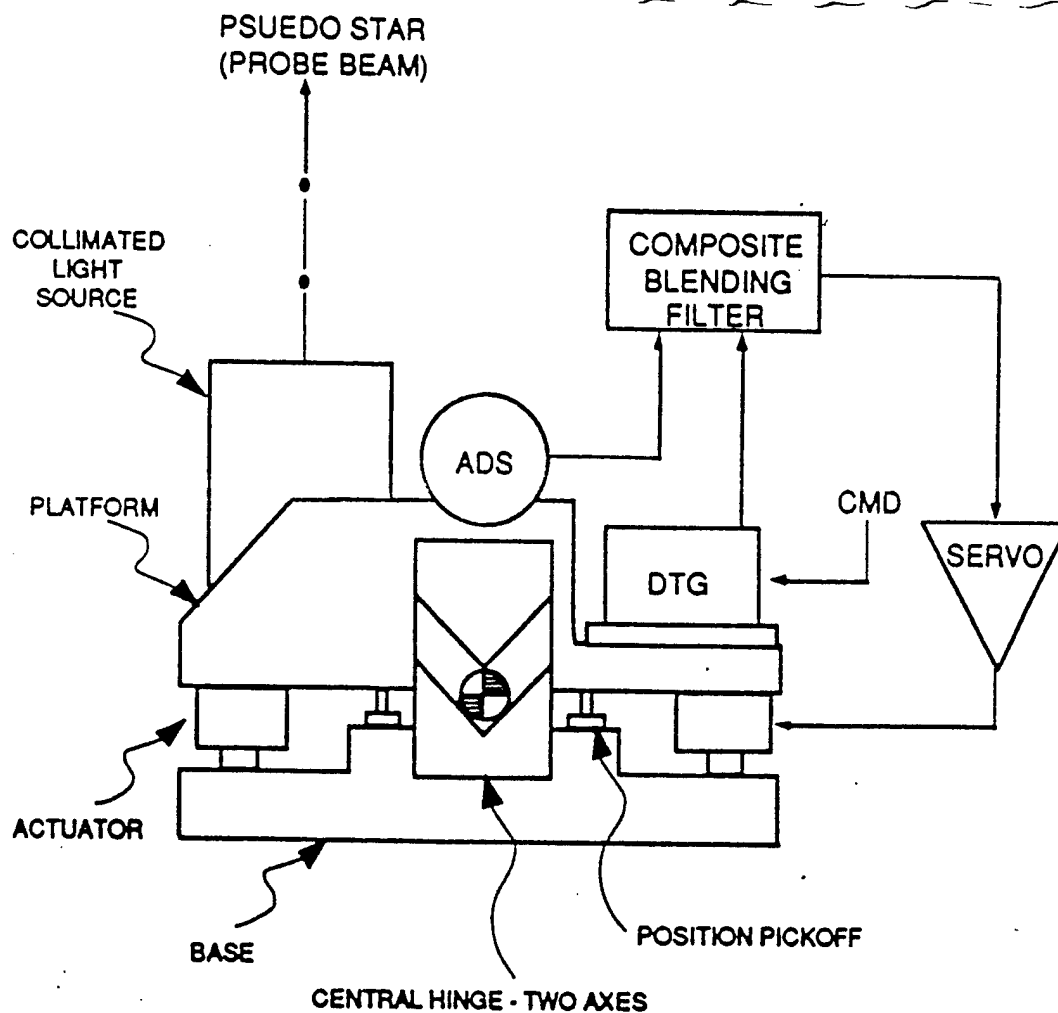 PSUEDO STAR
(PROBE BEAM)
COLLIMATED
LIGHT
SOURCE
COMPOSITE
BLENDING
FILTER
ADS
PLATFORM
CMD
SERVO
DTG
ACTUATOR
BASE
POSITION PICKOFF
CENTRAL HINGE - TWO AXES